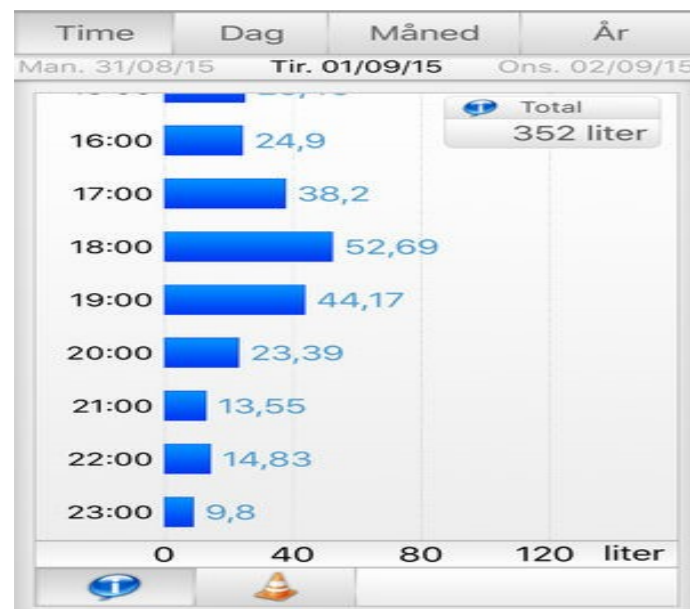 Time Dag Måned År
Man. 31/08/15 Tir. 01/09/15 Ons. 02/09/15
Total
352 liter
16:00 24,9
17:00 38,2
18:00 52,69
19:00 44,17
20:00 23,39
21:00 13,55
22:00 14,83
23:00 9,8
0 40 80 120 liter